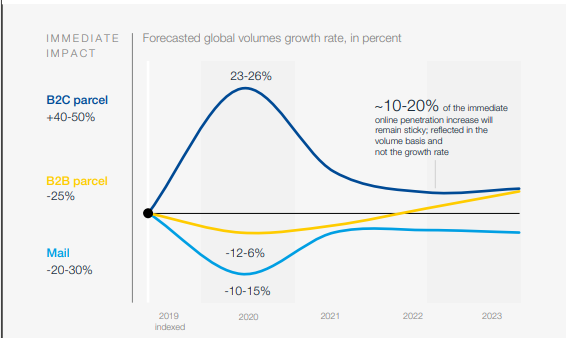 IMMEDIATE
IMPACT
Forecasted global volumes growth rate, in percent
B2C parcel
+40-50%
23-26%
~10-20% of the immediate
online penetration increase will
remain sticky; reflected in the
volume basis and
not the growth rate
B2B parcel
-25%
Mail
-20-30%
-12-6%
-10-15%
2019
indexed
2020
2021
2022
2023